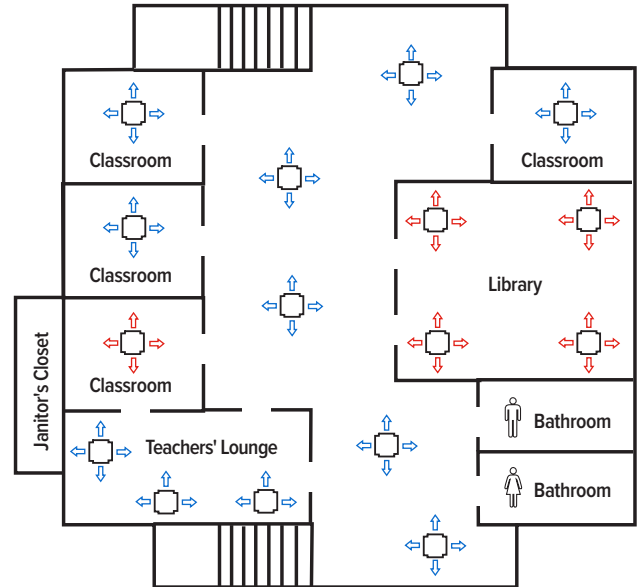 Classroom
Classroom
Classroom
Library
Janitor's Closet
Classroom
Bathroom
Teachers' Lounge
Bathroom